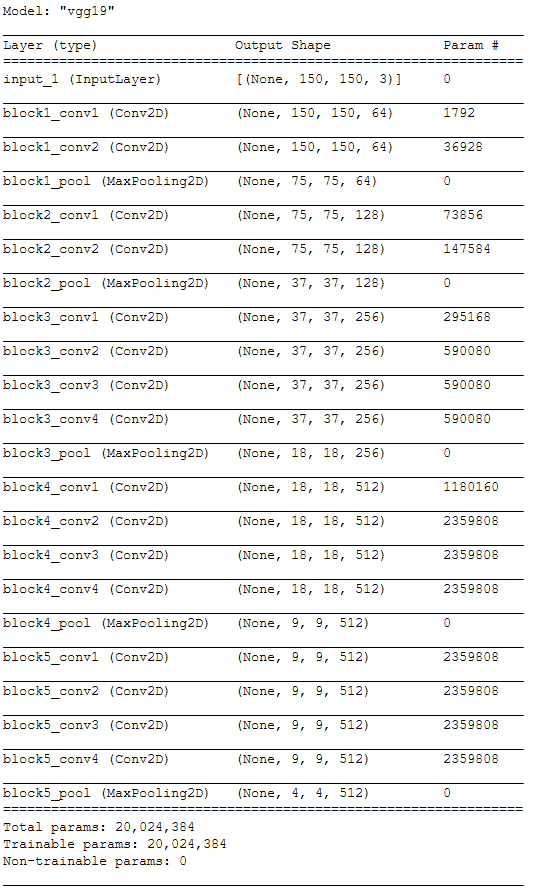 Model: "vgg19"
Layer (type) Output Shape Param #
input_1 (InputLayer) [(None, 150, 150, 3)] 0
block1_conv1 (Conv2D) (None, 150, 150, 64) 1792
block1_conv2 (Conv2D) (None, 150, 150, 64) 36928
block1_pool (MaxPooling2D) (None, 75, 75, 64) 0
block2_conv1 (Conv2D) (None, 75, 75, 128) 73856
block2_conv2 (Conv2D) (None, 75, 75, 128) 147584
block2_pool (MaxPooling2D) (None, 37, 37, 128) 0
block3_conv1 (Conv2D) (None, 37, 37, 256) 295168
block3_conv2 (Conv2D) (None, 37, 37, 256) 590080
block3_conv3 (Conv2D) (None, 37, 37, 256) 590080
block3_conv4 (Conv2D) (None, 37, 37, 256) 590080
block3_pool (MaxPooling2D) (None, 18, 18, 256) 0
block4_conv1 (Conv2D) (None, 18, 18, 512) 1180160
block4_conv2 (Conv2D) (None, 18, 18, 512) 2359808
block4_conv3 (Conv2D) (None, 18, 18, 512) 2359808
block4_conv4 (Conv2D) (None, 18, 18, 512) 2359808
block4_pool (MaxPooling2D) (None, 9, 9, 512) 0
block5_conv1 (Conv2D) (None, 9, 9, 512) 2359808
block5_conv2 (Conv2D) (None, 9, 9, 512) 2359808
block5_conv3 (Conv2D) (None, 9, 9, 512) 2359808
block5_conv4 (Conv2D) (None, 9, 9, 512) 2359808
block5_pool (MaxPooling2D) (None, 4, 4, 512) 0
Total params: 20,024,384
Trainable params: 20,024,384
Non-trainable params: 0